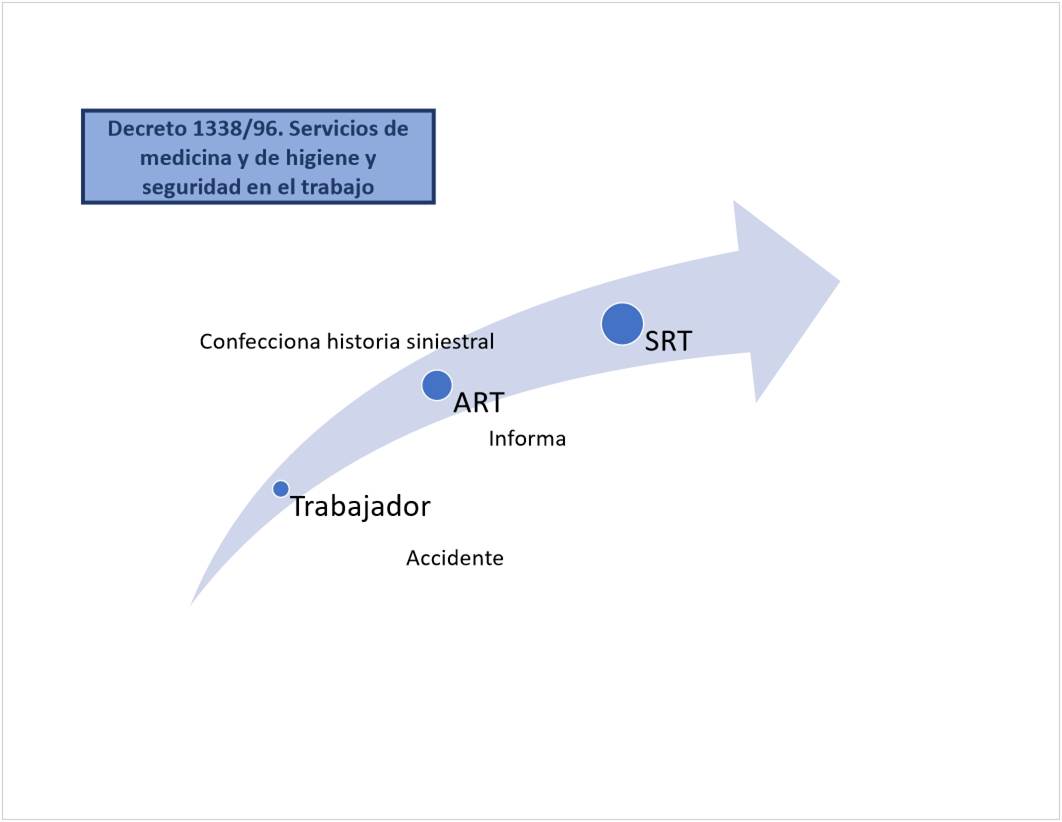 Decreto 1338/96. Servicios de
medicina y de higiene y
seguridad en el trabajo
Confecciona historia siniestral
SRT
ART
Informa
Trabajador
Accidente